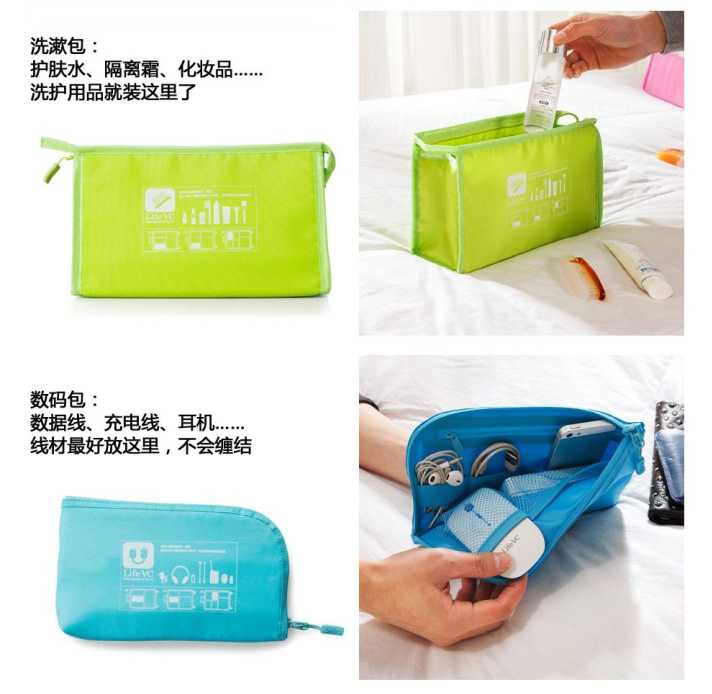 洗漱包：
护肤水、隔离霜、化妆品......
洗护用品就装这里了
LifeVC
数码包：
数据线、充电线、耳机......
线材最好放这里，不会缠结
LifeVC
LifeVC